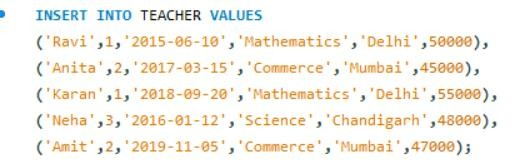 INSERT INTO TEACHER VALUES
('Ravi',1,'2015-06-10','Mathematics','Delhi',50000),
('Anita',2,'2017-03-15','Commerce','Mumbai',45000),
('Karan',1,'2018-09-20','Mathematics','Delhi',55000),
('Neha',3,'2016-01-12','Science','Chandigarh',48000),
('Amit',2,'2019-11-05','Commerce','Mumbai',47000);